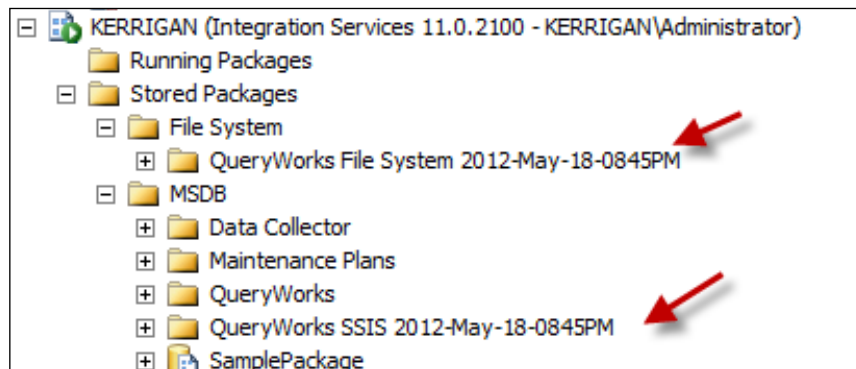 KERRIGAN (Integration Services 11.0.2100 - KERRIGAN\Administrator)
Running Packages
Stored Packages
File System
QueryWorks File System 2012-May-18-0845PM
MSDB
Data Collector
Maintenance Plans
QueryWorks
QueryWorks SSIS 2012-May-18-0845PM
SamplePackage